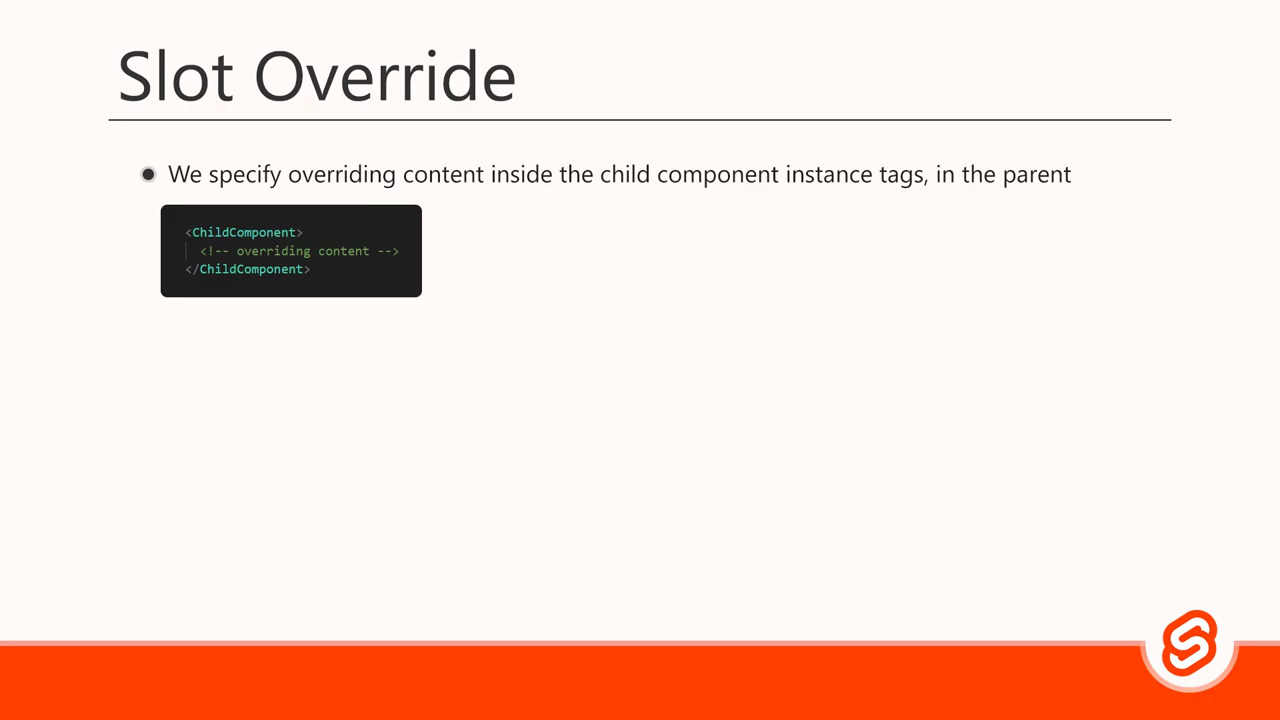 Slot Override
We specify overriding content inside the child component instance tags, in the parent
<ChildComponent>
<!-- overriding content -->
</ChildComponent>